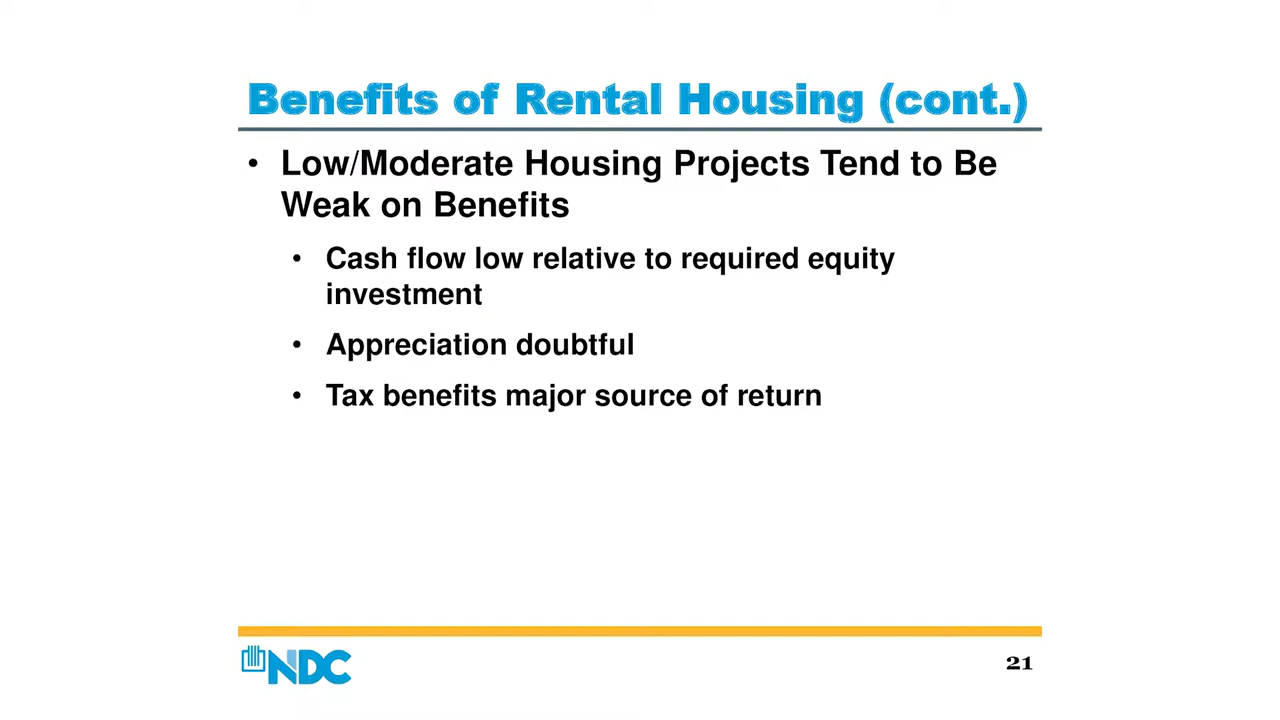 Benefits of Rental Housing (cont.)
• Low/Moderate Housing Projects Tend to Be
Weak on Benefits
• Cash flow low relative to required equity
investment
• Appreciation doubtful
• Tax benefits major source of return
NDC
21